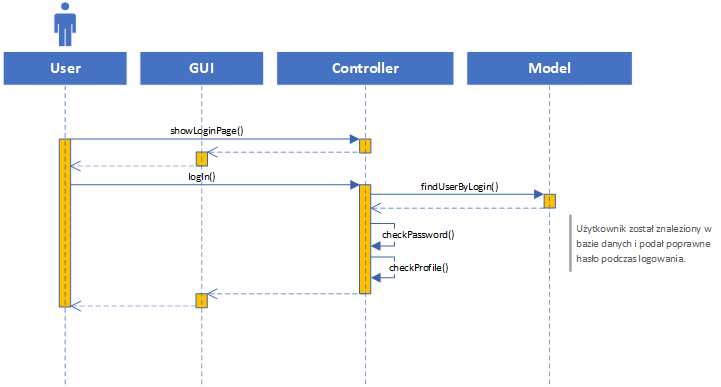 User
GUI
Controller
Model
showLoginPage()
logIn()
findUserByLogin()
checkPassword()
checkProfile()
Użytkownik został znaleziony w
bazie danych i podał poprawne
hasło podczas logowania.